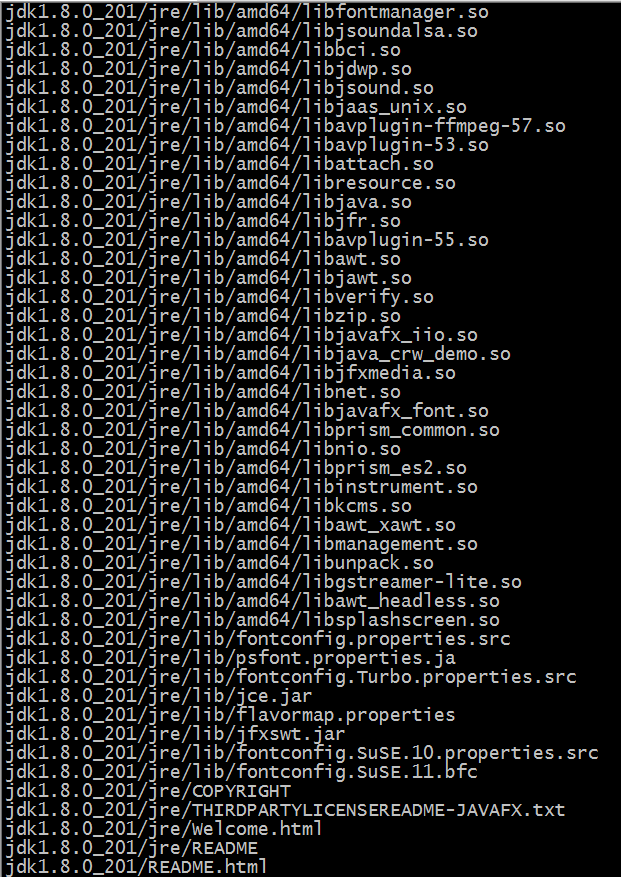 jdk1.8.0_201/jre/lib/amd64/libfontmanager.so
jdk1.8.0_201/jre/lib/amd64/libjsoundalsa.so
jdk1.8.0_201/jre/lib/amd64/libbci.so
jdk1.8.0_201/jre/lib/amd64/libjdwp.so
jdk1.8.0_201/jre/lib/amd64/libjsound.so
jdk1.8.0_201/jre/lib/amd64/libjaas_unix.so
jdk1.8.0_201/jre/lib/amd64/libavplugin-ffmpeg-57.so
jdk1.8.0_201/jre/lib/amd64/libavplugin-53.so
jdk1.8.0_201/jre/lib/amd64/libattach.so
jdk1.8.0_201/jre/lib/amd64/libresource.so
jdk1.8.0_201/jre/lib/amd64/libjava.so
jdk1.8.0_201/jre/lib/amd64/libjfr.so
jdk1.8.0_201/jre/lib/amd64/libavplugin-55.so
jdk1.8.0_201/jre/lib/amd64/libawt.so
jdk1.8.0_201/jre/lib/amd64/libjawt.so
jdk1.8.0_201/jre/lib/amd64/libverify.so
jdk1.8.0_201/jre/lib/amd64/libzip.so
jdk1.8.0_201/jre/lib/amd64/libjavafx_iio.so
jdk1.8.0_201/jre/lib/amd64/libjava_crw_demo.so
jdk1.8.0_201/jre/lib/amd64/libjfxmedia.so
jdk1.8.0_201/jre/lib/amd64/libnet.so
jdk1.8.0_201/jre/lib/amd64/libjavafx_font.so
jdk1.8.0_201/jre/lib/amd64/libprism_common.so
jdk1.8.0_201/jre/lib/amd64/libnio.so
jdk1.8.0_201/jre/lib/amd64/libprism_es2.so
jdk1.8.0_201/jre/lib/amd64/libinstrument.so
jdk1.8.0_201/jre/lib/amd64/libkcms.so
jdk1.8.0_201/jre/lib/amd64/libawt_xawt.so
jdk1.8.0_201/jre/lib/amd64/libmanagement.so
jdk1.8.0_201/jre/lib/amd64/libunpack.so
jdk1.8.0_201/jre/lib/amd64/libgstreamer-lite.so
jdk1.8.0_201/jre/lib/amd64/libawt_headless.so
jdk1.8.0_201/jre/lib/amd64/libsplashscreen.so
jdk1.8.0_201/jre/lib/fontconfig.properties.src
jdk1.8.0_201/jre/lib/psfont.properties.ja
jdk1.8.0_201/jre/lib/fontconfig.Turbo.properties.src
jdk1.8.0_201/jre/lib/jce.jar
jdk1.8.0_201/jre/lib/flavormap.properties
jdk1.8.0_201/jre/lib/jfxswt.jar
jdk1.8.0_201/jre/lib/fontconfig.SuSE.10.properties.src
jdk1.8.0_201/jre/lib/fontconfig.SuSE.11.bfc
jdk1.8.0_201/jre/COPYRIGHT
jdk1.8.0_201/jre/THIRDPARTYLICENSEREADME-JAVAFX.txt
jdk1.8.0_201/jre/Welcome.html
jdk1.8.0_201/jre/README
jdk1.8.0_201/README.html